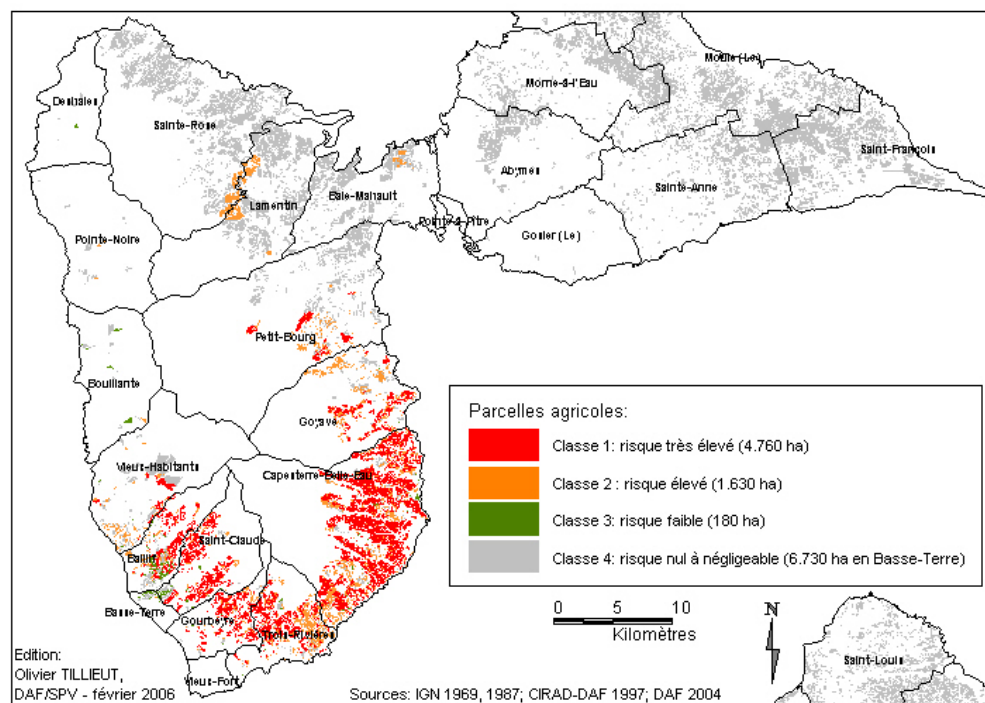 Deshaies
Sainte-Rose
Morne-à-l'Eau
Moule (Le)
Abymes
Saint-François
Sainte-Anne
Lamentin
Baie-Mahault
Pointe-à-Pitre
Gosier (Le)
Pointe-Noire
Petit-Bourg
Bouillante
Goyave
Vieux-Habitants
Capesterre-Belle-Eau
Saint-Claude
Baillif
Basse-Terre
Gourbeyre
Trois-Rivières
Vieux-Fort
Parcelles agricoles:
Classe 1: risque très élevé (4.760 ha)
Classe 2 : risque élevé (1.630 ha)
Classe 3: risque faible (180 ha)
Classe 4: risque nul à négligeable (6.730 ha en Basse-Terre)
0 5 10
Kilomètres
N
Saint-Louis
Edition:
Olivier TILLIEUT,
DAF/SPV - février 2006
Sources: IGN 1969, 1987; CIRAD-DAF 1997; DAF 2004